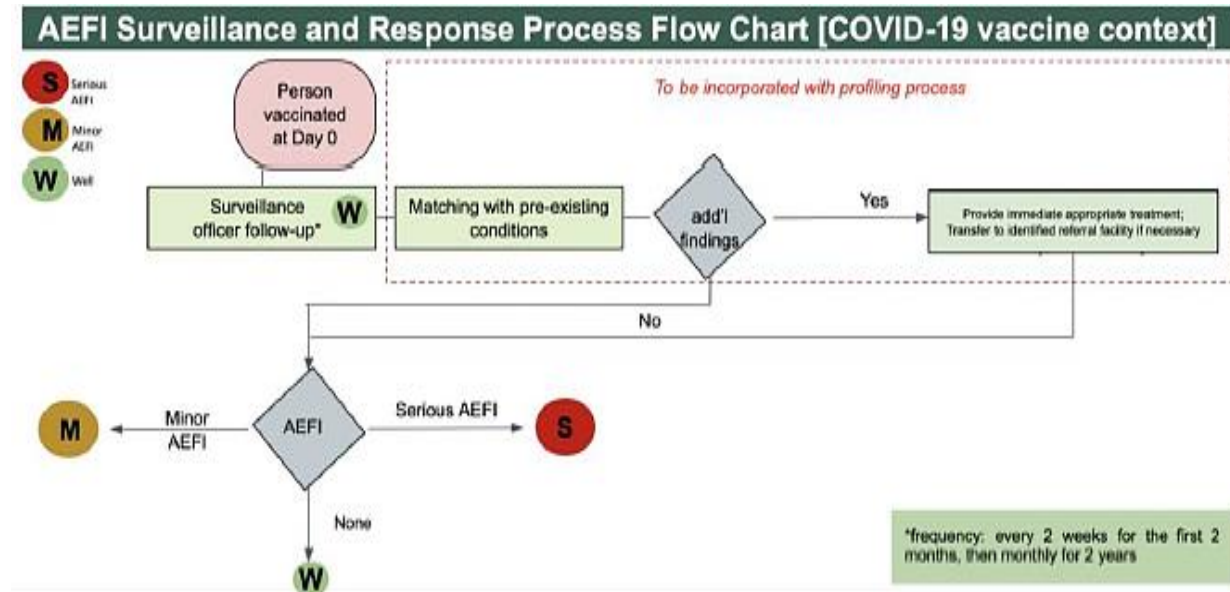 AEFI Surveillance and Response Process Flow Chart [COVID-19 vaccine context]
S Serious
AEFI
M Minor
AEFI
W Well
Person
vaccinated
at Day 0
To be incorporated with profiling process
Surveillance
officer follow-up*
W
Matching with pre-existing
conditions
add'l
findings
Yes
Provide immediate appropriate treatment;
Transfer to identified referral facility if necessary
No
M
Minor
AEFI
AEFI
Serious AEFI
S
None
W
*frequency: every 2 weeks for the first 2
months, then monthly for 2 years